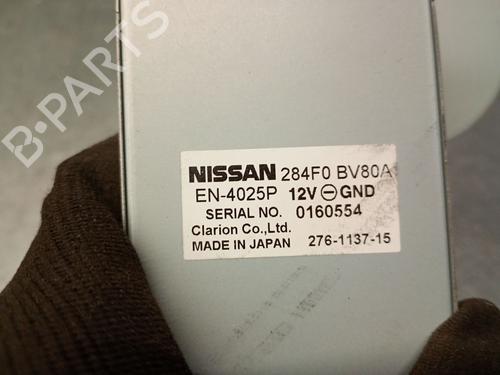 B-PARTS
NISSAN 284F0 BV80A
EN-4025P 12V ⊖ GND
SERIAL NO. 0160554
Clarion Co.,Ltd.
MADE IN JAPAN 276-1137-15